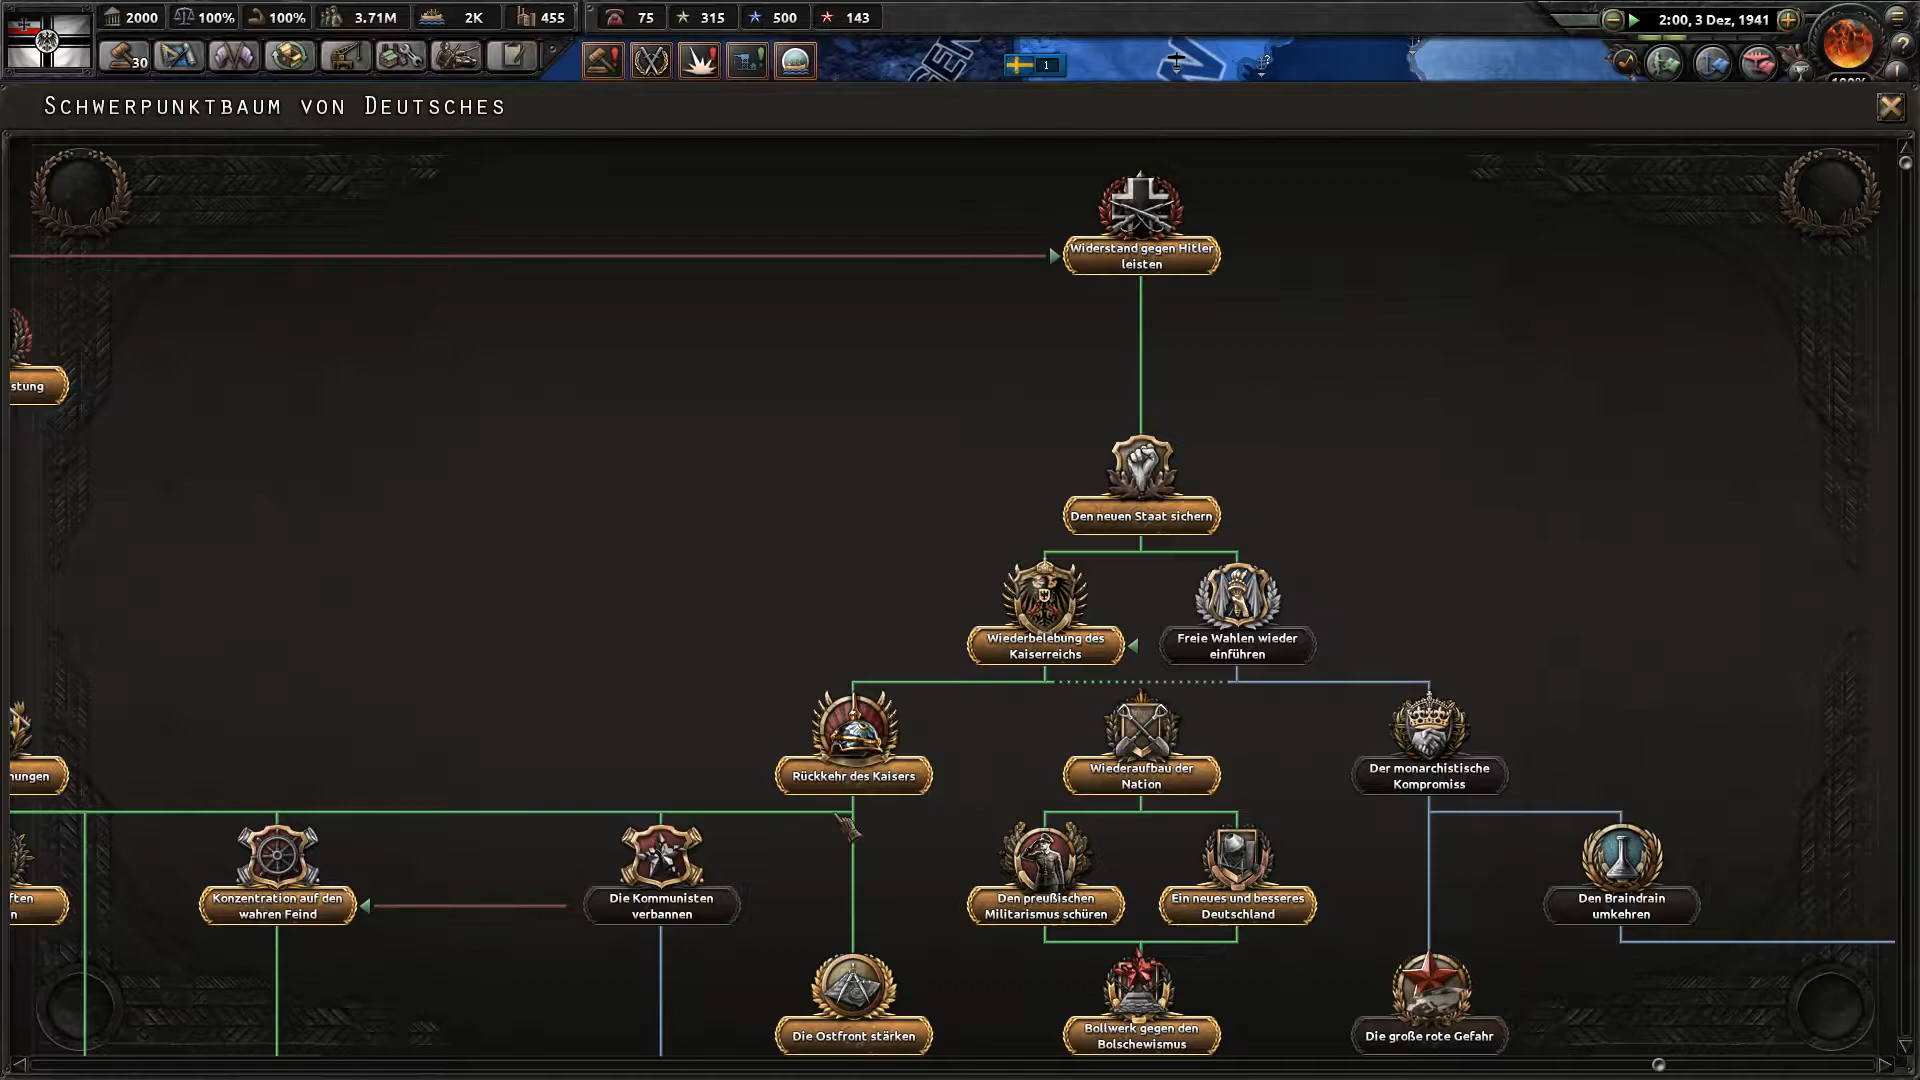 2000
100%
100%
3.71M
2K
455
75
315
500
143
2:00, 3 Dez, 1941
30
1
Schwerpunktbaum von Deutsches
Widerstand gegen Hitler
leisten
stung
Den neuen Staat sichern
Wiederbelebung des
Kaiserreichs
Freie Wahlen wieder
einführen
nungen
Rückkehr des Kaisers
Wiederaufbau der
Nation
Der monarchistische
Kompromiss
ften
n
Konzentration auf den
wahren Feind
Die Kommunisten
verbannen
Den preußischen
Militarismus schüren
Ein neues und besseres
Deutschland
Den Braindrain
umkehren
Die Ostfront stärken
Bollwerk gegen den
Bolschewismus
Die große rote Gefahr